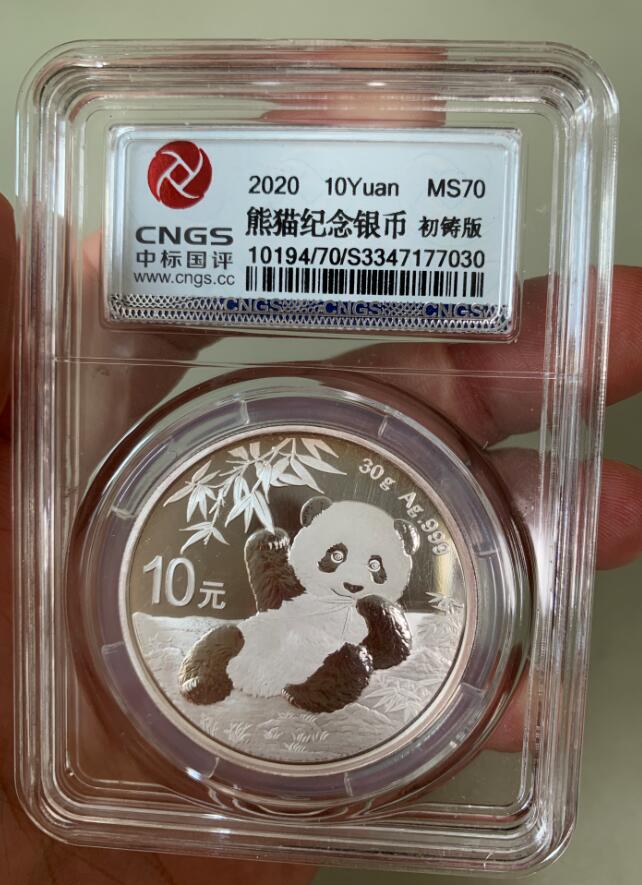 2020 10Yuan MS70
熊猫纪念银币 初铸版
CNGS
中标国评
www.cngs.cc
10194/70/S3347177030
CNGS CNGS CNGS
30g Ag.999
10元